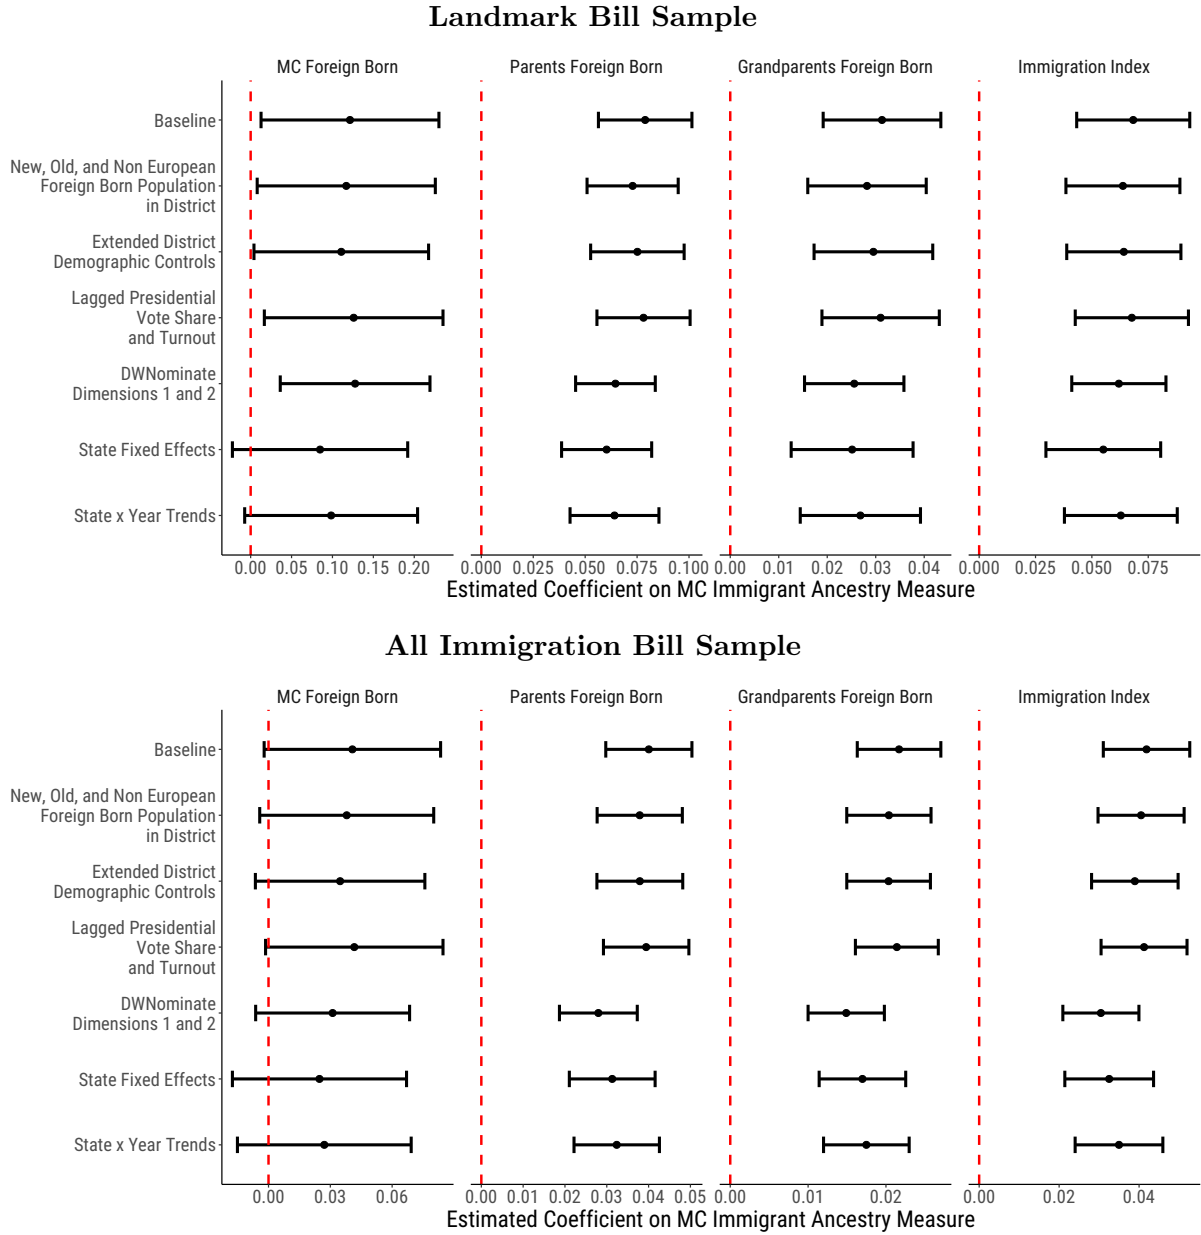 Landmark Bill Sample
MC Foreign Born
Parents Foreign Born
Grandparents Foreign Born
Immigration Index
Baseline
New, Old, and Non European
Foreign Born Population
in District
Extended District
Demographic Controls
Lagged Presidential
Vote Share
and Turnout
DWNominate
Dimensions 1 and 2
State Fixed Effects
State x Year Trends
0.00 0.05 0.10 0.15 0.20
0.000 0.025 0.050 0.075 0.100
0.00 0.01 0.02 0.03 0.04
0.000 0.025 0.050 0.075
Estimated Coefficient on MC Immigrant Ancestry Measure
All Immigration Bill Sample
MC Foreign Born
Parents Foreign Born
Grandparents Foreign Born
Immigration Index
Baseline
New, Old, and Non European
Foreign Born Population
in District
Extended District
Demographic Controls
Lagged Presidential
Vote Share
and Turnout
DWNominate
Dimensions 1 and 2
State Fixed Effects
State x Year Trends
0.00 0.03 0.06
0.00 0.01 0.02 0.03 0.04 0.05
0.00 0.01 0.02
0.00 0.02 0.04
Estimated Coefficient on MC Immigrant Ancestry Measure